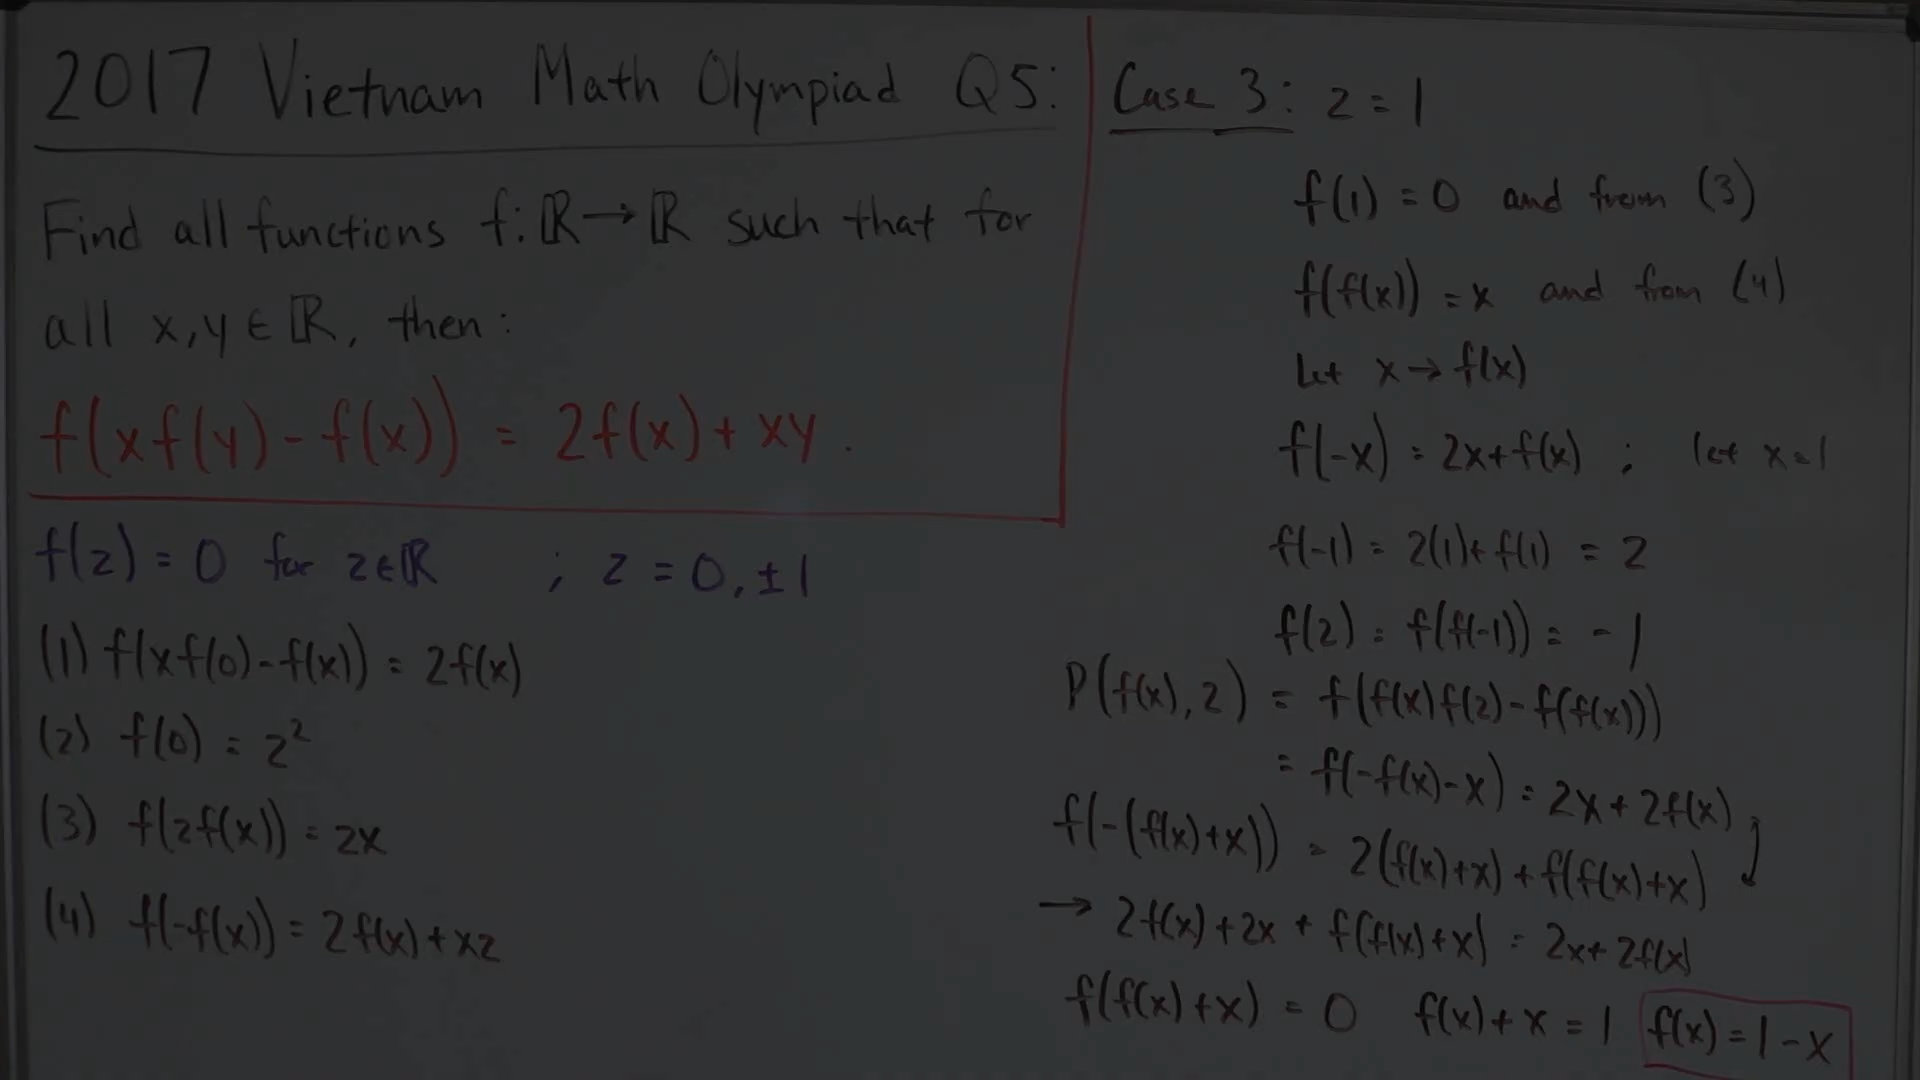 2017 Vietnam Math Olympiad Q5:
Find all functions f: ℝ→ℝ such that for
all x,y ∈ ℝ, then:
f(xf(y)-f(x)) = 2f(x)+xy.
f(z)=0 for z∈ℝ ; z = 0, ±1
(1) f(xf(0)-f(x)) = 2f(x)
(2) f(0) = z²
(3) f(zf(x)) = zx
(4) f(-f(x)) = 2f(x)+xz
Case 3: z = 1
f(1) = 0 and from (3)
f(f(x)) = x and from (4)
Let x → f(x)
f(-x) = 2x+f(x) ; let x=1
f(-1) = 2(1)+f(1) = 2
f(2) = f(f(-1)) = -1
P(f(x),2) = f(f(x)f(2)-f(f(x)))
= f(-f(x)-x) = 2x+2f(x)
f(-(f(x)+x)) = 2(f(x)+x)+f(f(x)+x)
→ 2f(x)+2x + f(f(x)+x) = 2x+2f(x)
f(f(x)+x) = 0 f(x)+x = 1 f(x)=1-x